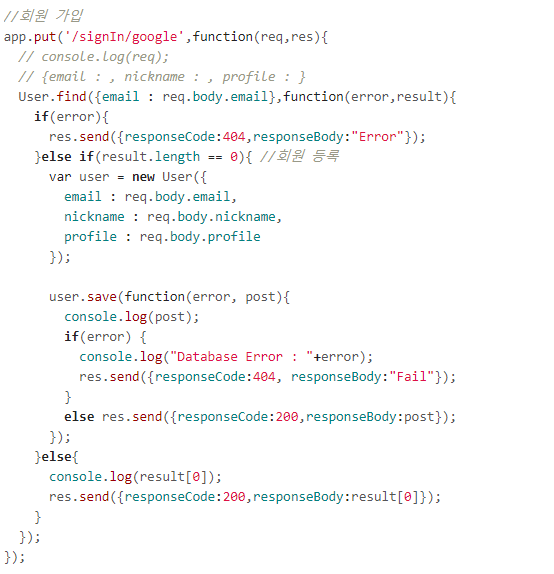 //회원 가입
app.put('/signIn/google',function(req,res){
  // console.log(req);
  // {email : , nickname : , profile : }
  User.find({email : req.body.email},function(error,result){
    if(error){
      res.send({responseCode:404,responseBody:"Error"});
    }else if(result.length == 0){ //회원 등록
      var user = new User({
        email : req.body.email,
        nickname : req.body.nickname,
        profile : req.body.profile
      });

      user.save(function(error, post){
        console.log(post);
        if(error) {
          console.log("Database Error : "+error);
          res.send({responseCode:404, responseBody:"Fail"});
        }
        else res.send({responseCode:200,responseBody:post});
      });
    }else{
      console.log(result[0]);
      res.send({responseCode:200,responseBody:result[0]});
    }
  });
});